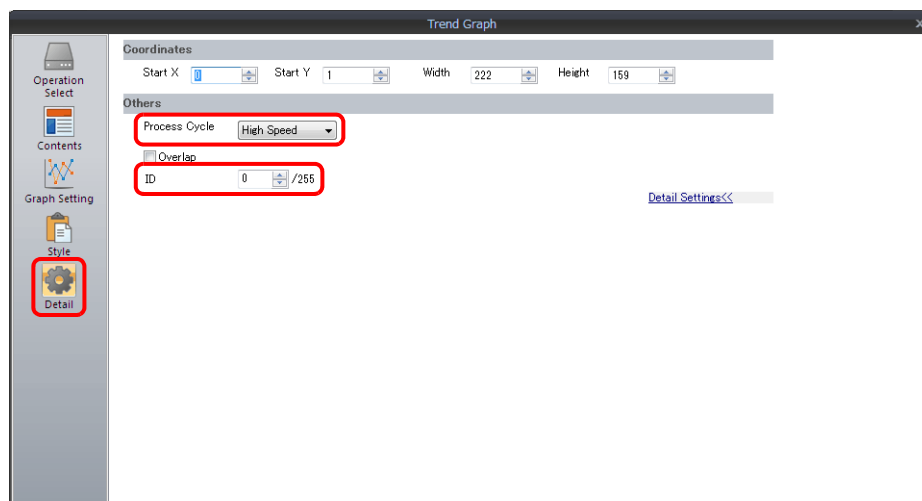 Trend Graph
Operation
Select
Contents
Graph Setting
Style
Detail
Coordinates
Start X 0 Start Y 1 Width 222 Height 159
Others
Process Cycle High Speed
Overlap
ID 0 /255
Detail Settings<<